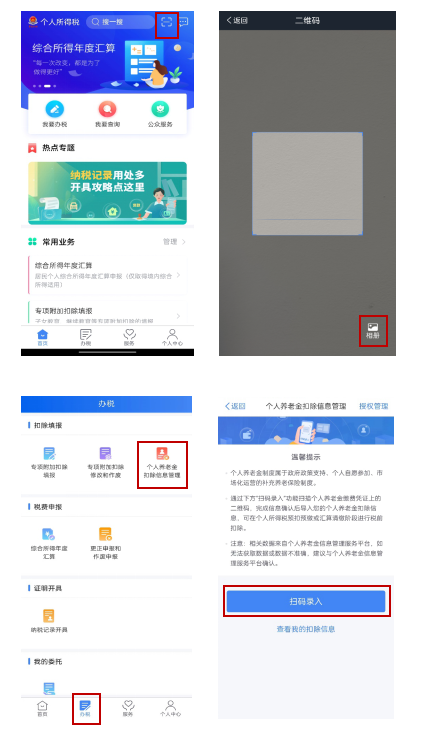 个人所得税
搜一搜
综合所得年度汇算
"每一次改变，都是为了
做得更好"
我要办税
我要查询
公众服务
热点专题
纳税记录用处多
开具攻略点这里
常用业务
管理
综合所得年度汇算
居民个人综合所得年度汇算申报（仅取得境内综合
所得适用）
专项附加扣除填报
首页
办税
服务
个人中心
返回
二维码
相册
办税
扣除填报
专项附加扣除
填报
专项附加扣除
修改和作废
个人养老金
扣除信息管理
税费申报
综合所得年度
汇算
更正申报和
作废申报
证明开具
纳税记录开具
我的委托
首页
办税
服务
个人中心
返回
个人养老金扣除信息管理
授权管理
温馨提示
· 个人养老金制度属于政府政策支持、个人自愿参加、市
场化运营的补充养老保险制度。
· 通过下方"扫码录入"功能扫描个人养老金缴费凭证上的
二维码，完成信息确认后导入您的个人养老金扣除信
息，可在个人所得税预扣预缴或汇算清缴阶段进行税前
扣除。
· 注意：相关数据来自个人养老金信息管理服务平台，如
无法获取数据或数据不准确，建议与个人养老金信息管
理服务平台确认。
扫码录入
查看我的扣除信息